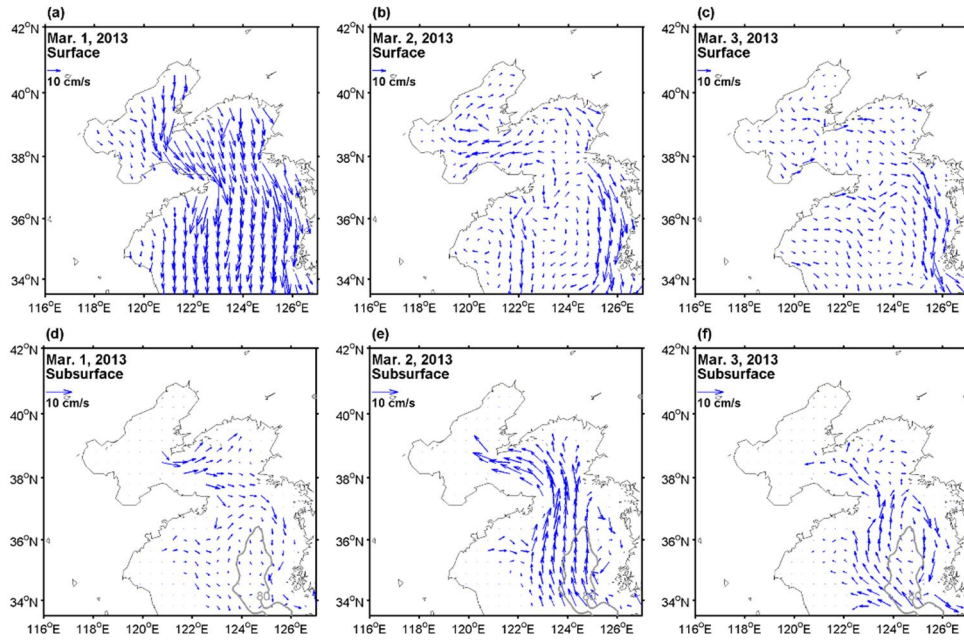 (a)
Mar. 1, 2013
Surface
10 cm/s
42°N
40°N
38°N
36°N
34°N
116°E 118°E 120°E 122°E 124°E 126°E
(b)
Mar. 2, 2013
Surface
10 cm/s
42°N
40°N
38°N
36°N
34°N
116°E 118°E 120°E 122°E 124°E 126°E
(c)
Mar. 3, 2013
Surface
10 cm/s
42°N
40°N
38°N
36°N
34°N
116°E 118°E 120°E 122°E 124°E 126°E
(d)
Mar. 1, 2013
Subsurface
10 cm/s
42°N
40°N
38°N
36°N
34°N
80
116°E 118°E 120°E 122°E 124°E 126°E
(e)
Mar. 2, 2013
Subsurface
10 cm/s
42°N
40°N
38°N
36°N
34°N
116°E 118°E 120°E 122°E 124°E 126°E
(f)
Mar. 3, 2013
Subsurface
10 cm/s
42°N
40°N
38°N
36°N
34°N
116°E 118°E 120°E 122°E 124°E 126°E